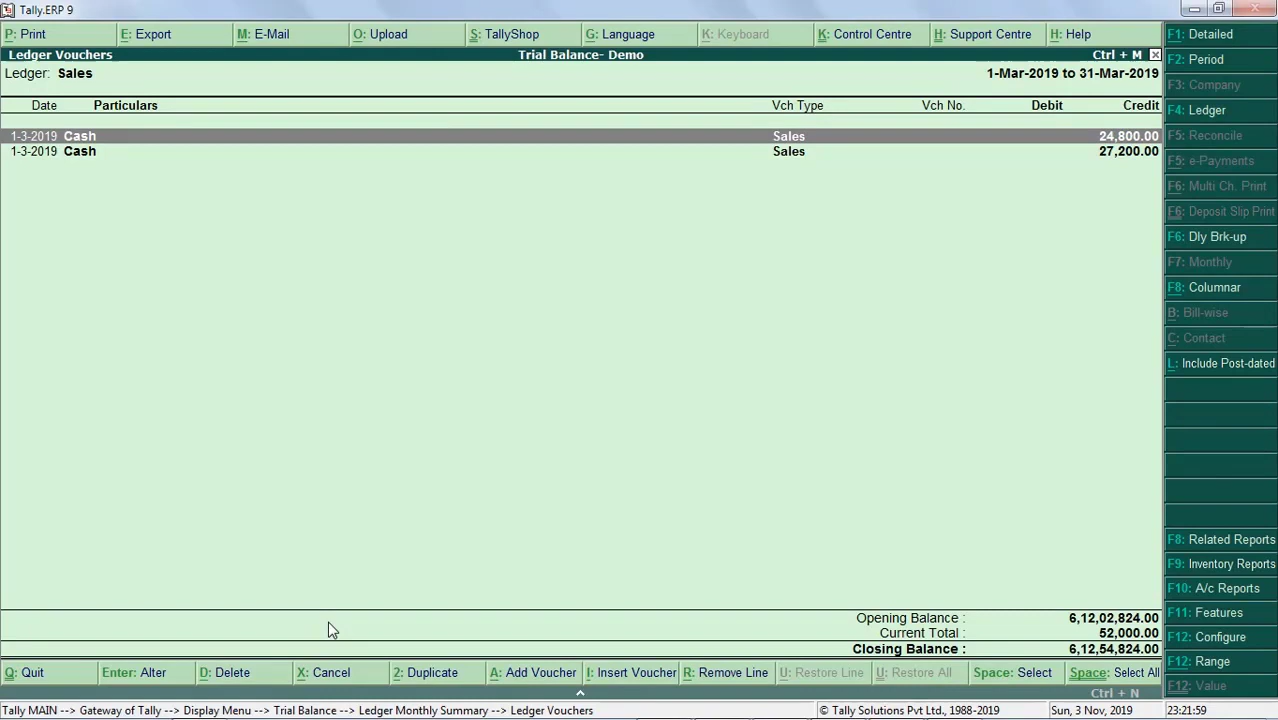 Tally.ERP 9
P: Print E: Export M: E-Mail O: Upload S: TallyShop G: Language K: Keyboard K: Control Centre H: Support Centre H: Help
Ledger Vouchers Trial Balance- Demo Ctrl + M
Ledger: Sales 1-Mar-2019 to 31-Mar-2019
Date Particulars Vch Type Vch No. Debit Credit
1-3-2019 Cash Sales 24,800.00
1-3-2019 Cash Sales 27,200.00
Opening Balance : 6,12,02,824.00
Current Total : 52,000.00
Closing Balance : 6,12,54,824.00
F1: Detailed
F2: Period
F3: Company
F4: Ledger
F5: Reconcile
F5: e-Payments
F6: Multi Ch. Print
F6: Deposit Slip Print
F6: Dly Brk-up
F7: Monthly
F8: Columnar
B: Bill-wise
C: Contact
L: Include Post-dated
F8: Related Reports
F9: Inventory Reports
F10: A/c Reports
F11: Features
F12: Configure
F12: Range
F12: Value
Q: Quit Enter: Alter D: Delete X: Cancel 2: Duplicate A: Add Voucher I: Insert Voucher R: Remove Line U: Restore Line U: Restore All Space: Select Space: Select All
Ctrl + N
Tally MAIN --> Gateway of Tally --> Display Menu --> Trial Balance --> Ledger Monthly Summary --> Ledger Vouchers © Tally Solutions Pvt Ltd., 1988-2019 Sun, 3 Nov, 2019 23:21:59